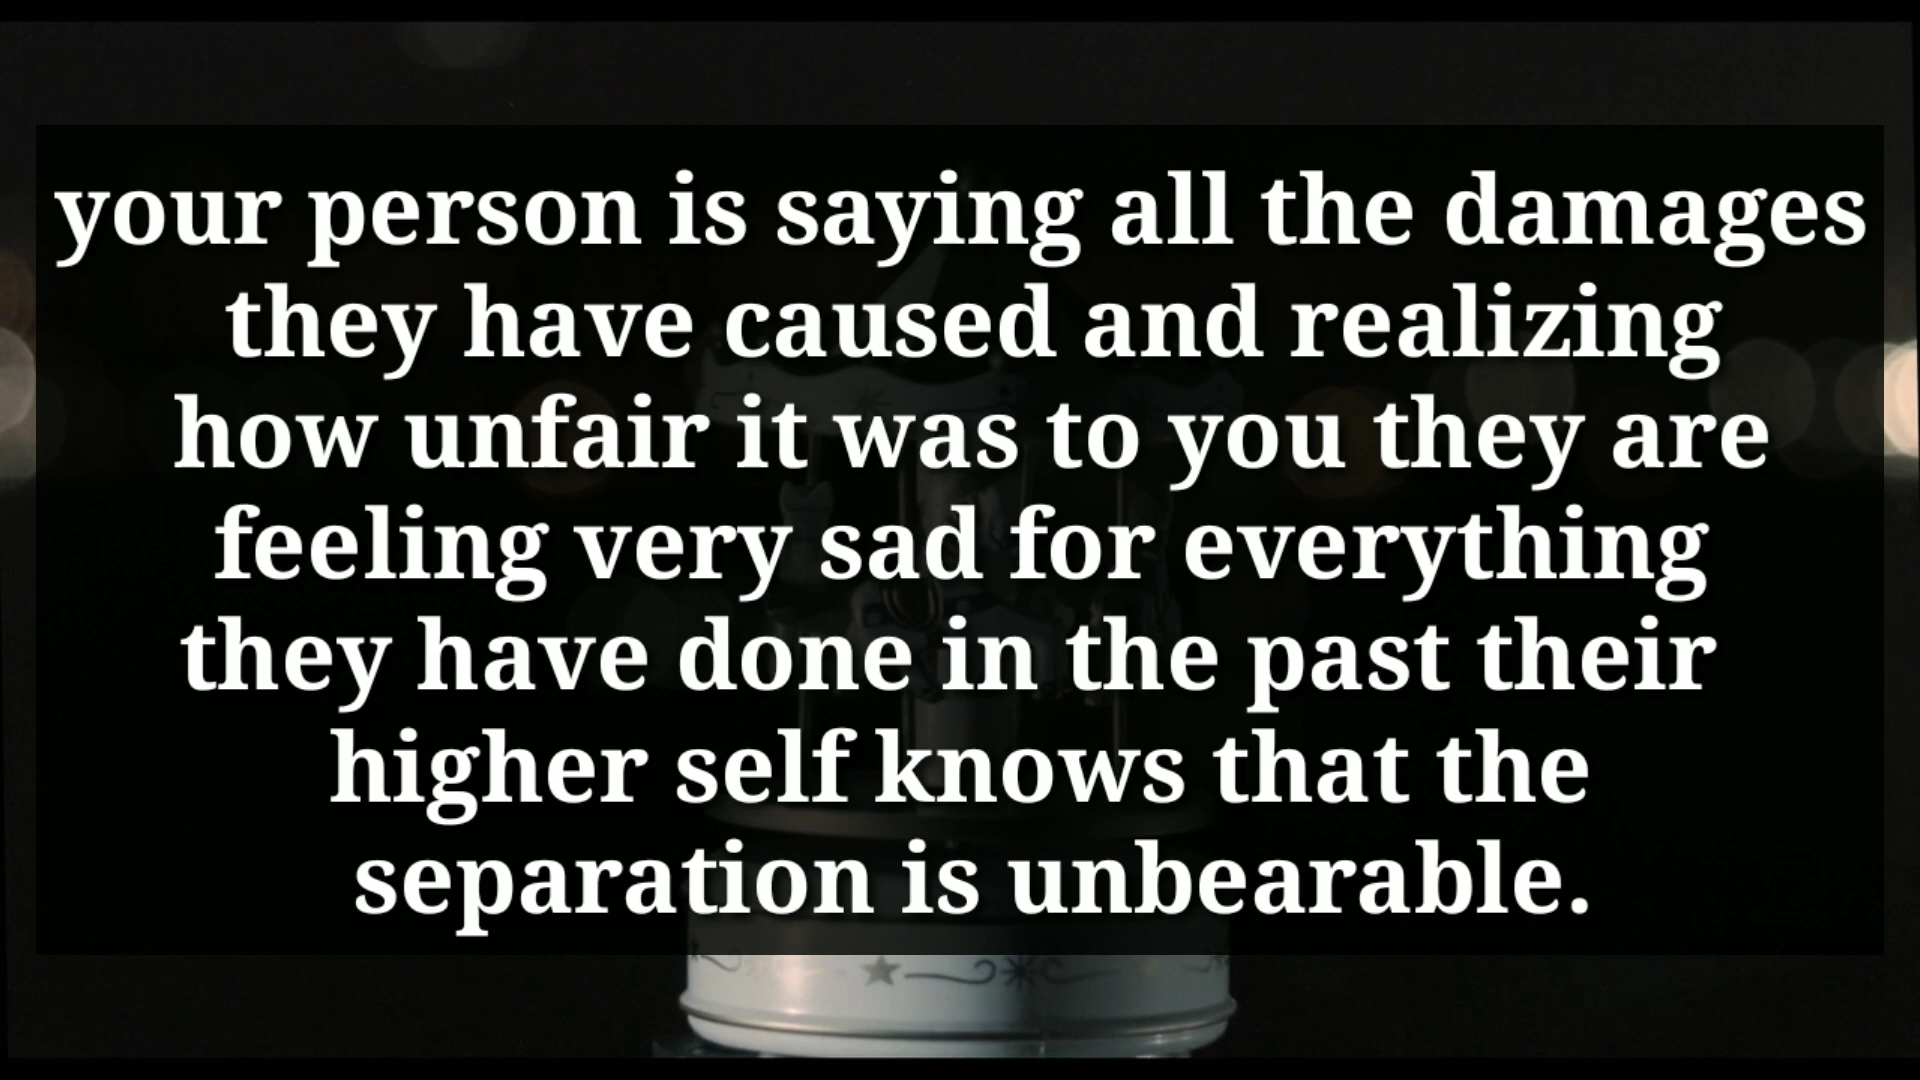 your person is saying all the damages
they have caused and realizing
how unfair it was to you they are
feeling very sad for everything
they have done in the past their
higher self knows that the
separation is unbearable.